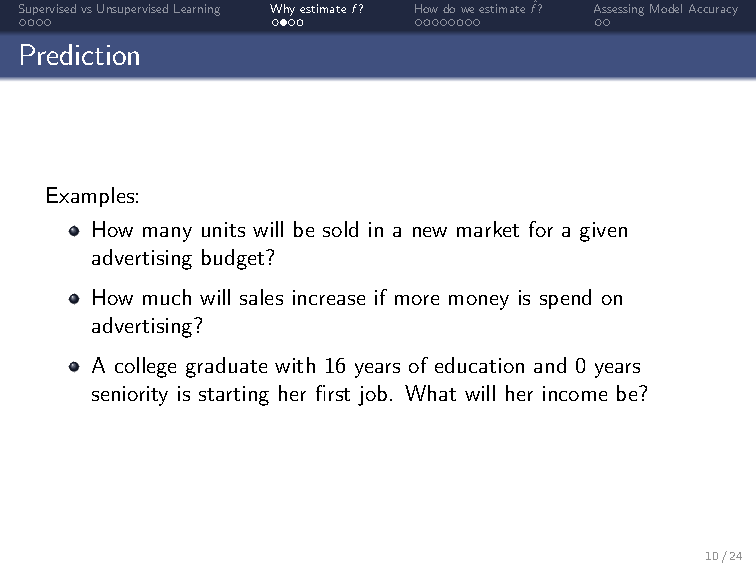 Supervised vs Unsupervised Learning
Why estimate f?
How do we estimate f̂?
Assessing Model Accuracy
Prediction
Examples:
How many units will be sold in a new market for a given
advertising budget?
How much will sales increase if more money is spend on
advertising?
A college graduate with 16 years of education and 0 years
seniority is starting her first job. What will her income be?
10 / 24